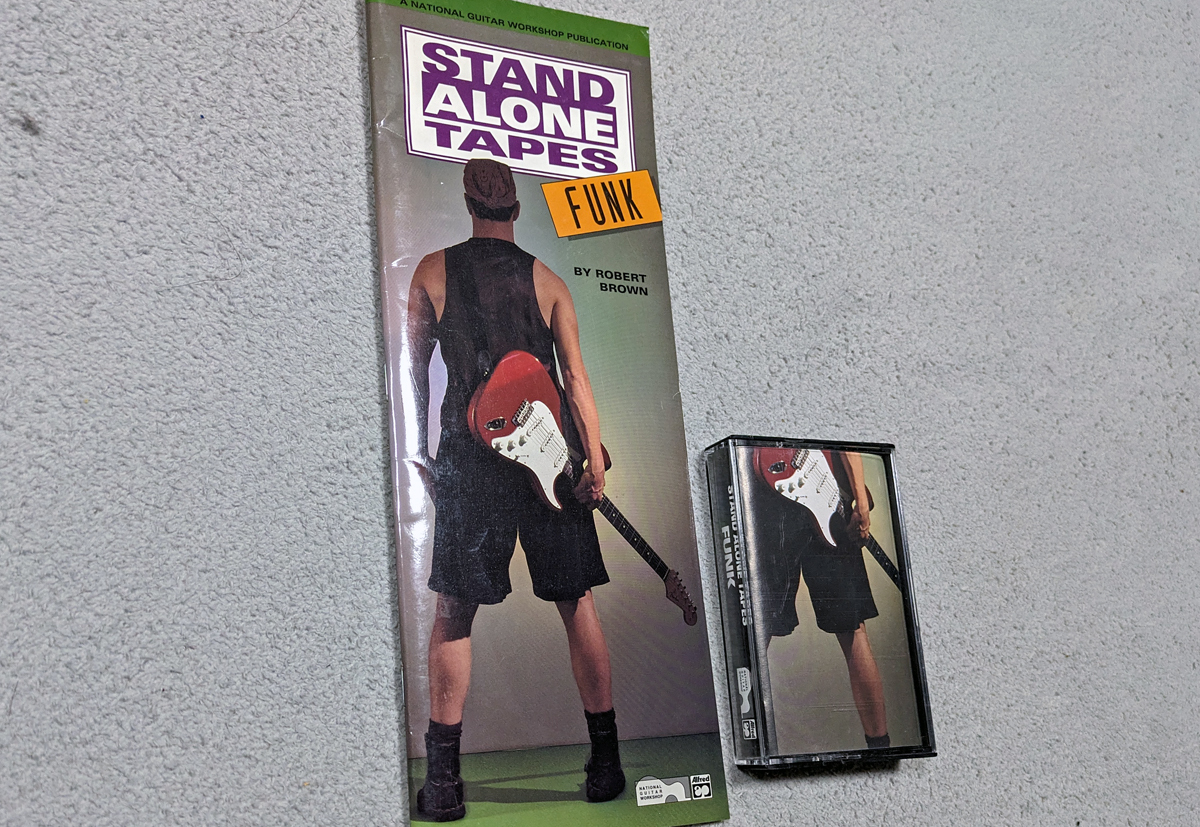 A NATIONAL GUITAR WORKSHOP PUBLICATION
STAND
ALONE
TAPES
FUNK
BY ROBERT
BROWN
NATIONAL
GUITAR
WORKSHOP
Alfred
STAND ALONE TAPES
FUNK